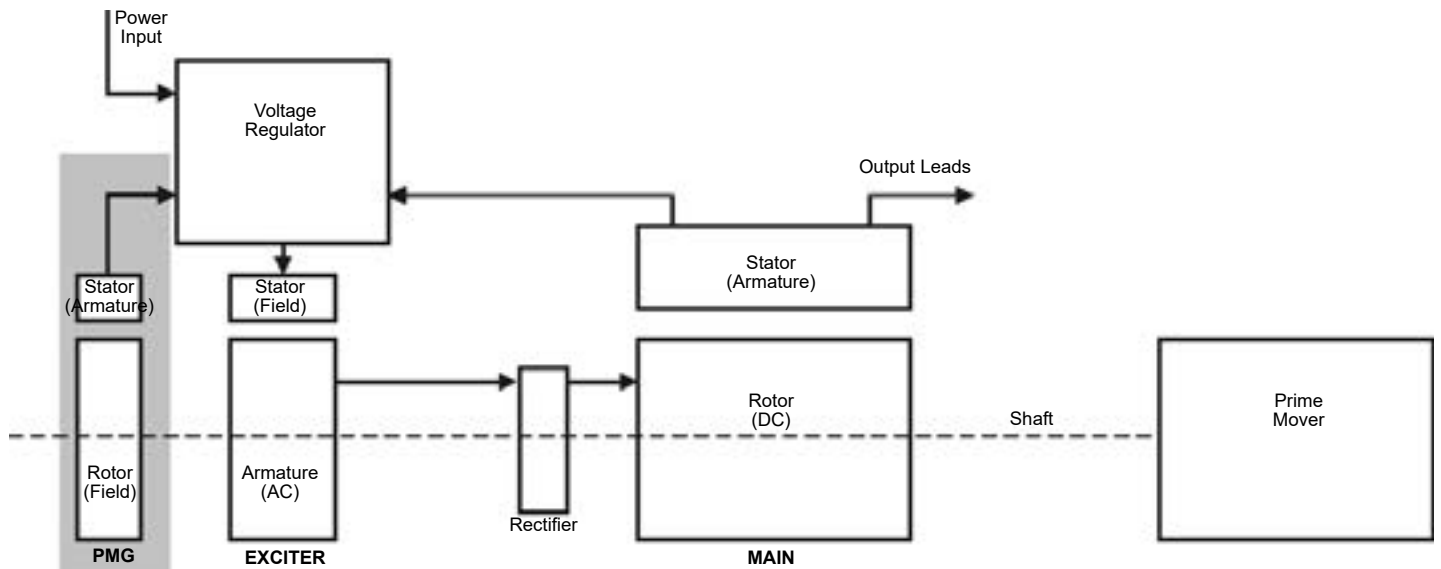 Power
Input
Voltage
Regulator
Output Leads
Stator
(Armature)
Stator
(Field)
Stator
(Armature)
Rotor
(DC)
Shaft
Prime
Mover
Rotor
(Field)
Armature
(AC)
Rectifier
PMG
EXCITER
MAIN